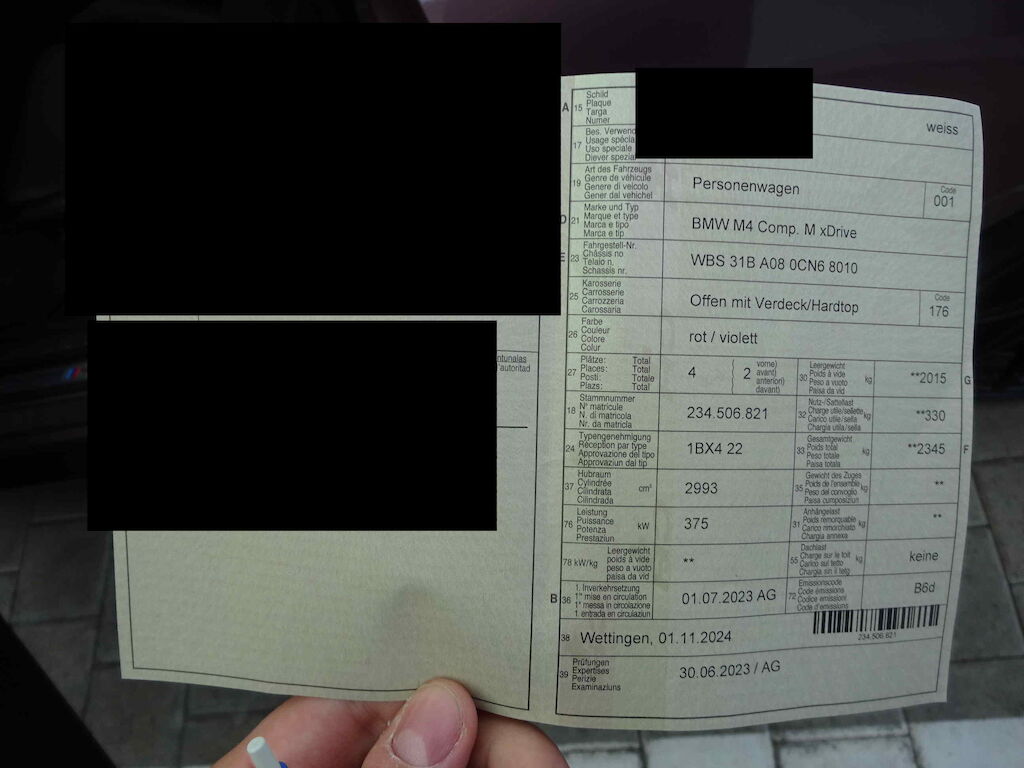 ntunalas
l'autoritad
A 15 Schild
Plaque
Targa
Numer
weiss
17 Bes. Verwend
Usage spécia
Uso speciale
Diever spezial
19 Art des Fahrzeugs
Genre de véhicule
Genere di veicolo
Gener dal vehichel
Personenwagen
Code
001
D 21 Marke und Typ
Marque et type
Marca e tipo
Marca e tip
BMW M4 Comp. M xDrive
E 23 Fahrgestell-Nr.
Châssis no
Telaio n.
Schassis nr.
WBS 31B A08 0CN6 8010
25 Karosserie
Carrosserie
Carrozzeria
Carossaria
Offen mit Verdeck/Hardtop
Code
176
26 Farbe
Couleur
Colore
Colur
rot / violett
27 Plätze: Total
Places: Total
Posti: Totale
Plazs: Total
4
2
vorne)
avant)
anteriori)
davant)
30 Leergewicht
Poids à vide kg
Peso a vuoto
Paisa da vid
**2015
G
18 Stammnummer
N° matricule
N. di matricola
Nr. da matricla
234.506.821
32 Nutz-/Sattellast
Charge utile/sellette kg
Carico utile/sella
Chargia utila/sella
**330
24 Typengenehmigung
Réception par type
Approvazione del tipo
Approvaziun dal tip
1BX4 22
33 Gesamtgewicht
Poids total kg
Peso totale
Paisa totala
**2345
F
37 Hubraum
Cylindrée cm³
Cilindrata
Cilindrada
2993
35 Gewicht des Zuges
Poids de l'ensemble kg
Peso del convoglio
Paisa cumposiziun
**
76 Leistung
Puissance kW
Potenza
Prestaziun
375
31 Anhängelast
Poids remorquable kg
Carico rimorchiato
Chargia annexa
**
78 kW/kg Leergewicht
poids à vide
peso a vuoto
paisa da vid
**
55 Dachlast
Charge sur le toit kg
Carico sul tetto
Chargia sin il tetg
keine
B 36 1. Inverkehrsetzung
1re mise en circulation
1a messa in circolazione
1. entrada en circulaziun
01.07.2023 AG
72 Emissionscode
Code émissions
Codice emissioni
Code d'emissiuns
B6d
234.506.821
38 Wettingen, 01.11.2024
39 Prüfungen
Expertises
Perizie
Examinaziuns
30.06.2023 / AG